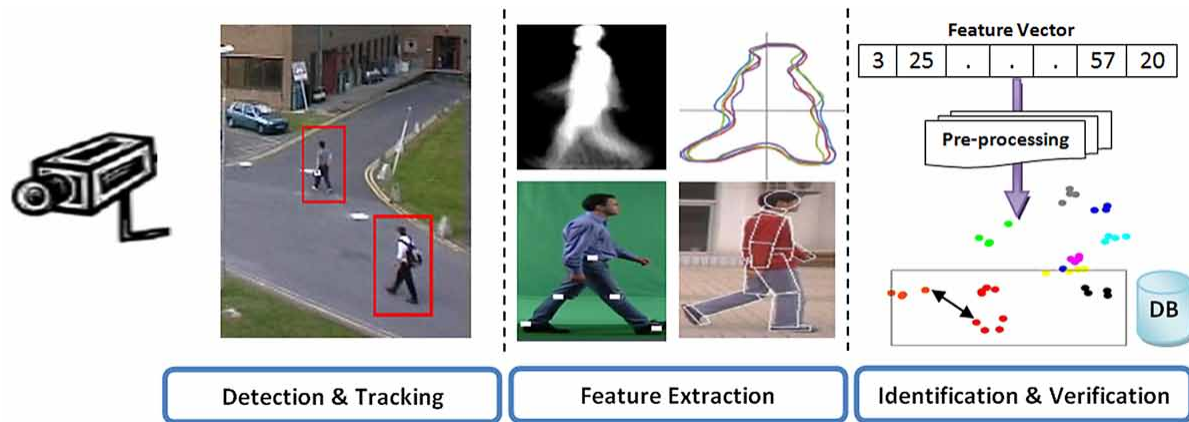 Feature Vector
3 25 . . . 57 20
Pre-processing
DB
Detection & Tracking
Feature Extraction
Identification & Verification